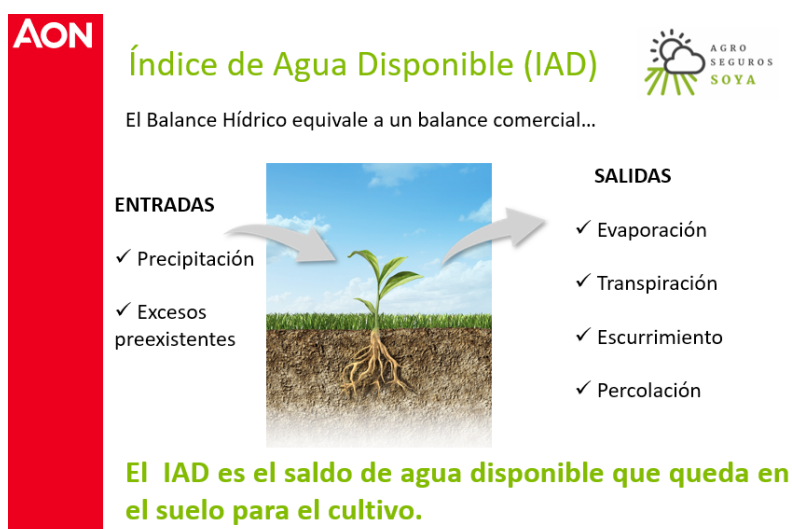 AON
Índice de Agua Disponible (IAD)
AGRO
SEGUROS
SOYA
El Balance Hídrico equivale a un balance comercial...
ENTRADAS
✓ Precipitación
✓ Excesos
preexistentes
SALIDAS
✓ Evaporación
✓ Transpiración
✓ Escurrimiento
✓ Percolación
El  IAD es el saldo de agua disponible que queda en
el suelo para el cultivo.